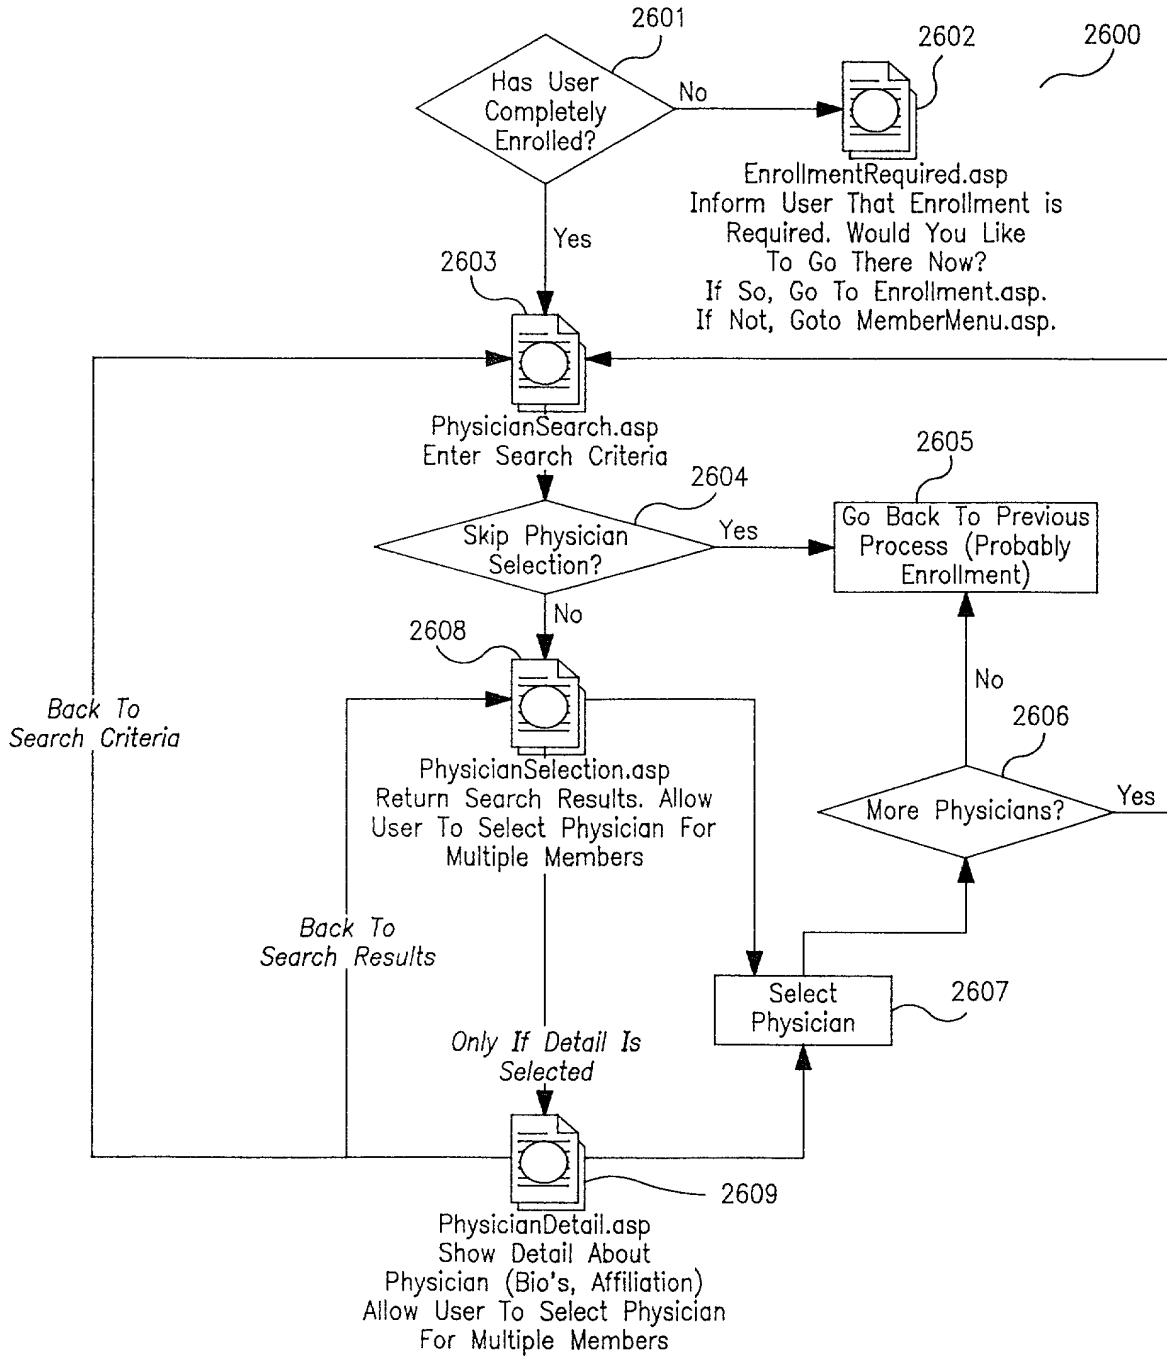 2601
2602
2600
Has User
Completely
Enrolled?
No
EnrollmentRequired.asp
Inform User That Enrollment is
Required. Would You Like
To Go There Now?
If So, Go To Enrollment.asp.
If Not, Goto MemberMenu.asp.
Yes
2603
PhysicianSearch.asp
Enter Search Criteria
2604
2605
Skip Physician
Selection?
Yes
Go Back To Previous
Process (Probably
Enrollment)
No
2608
No
Back To
Search Criteria
2606
PhysicianSelection.asp
Return Search Results. Allow
User To Select Physician For
Multiple Members
More Physicians?
Yes
Back To
Search Results
Select
Physician
2607
Only If Detail Is
Selected
2609
PhysicianDetail.asp
Show Detail About
Physician (Bio's, Affiliation)
Allow User To Select Physician
For Multiple Members